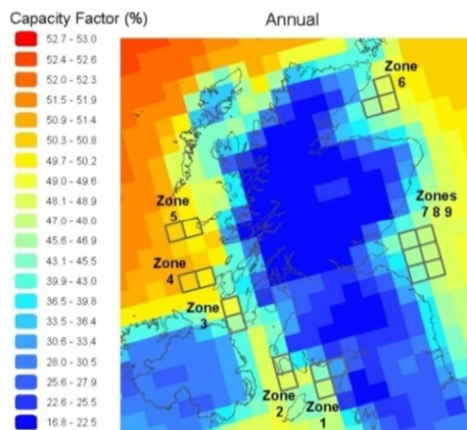 Capacity Factor (%)
Annual
52.7 - 53.0
52.4 - 52.6
52.0 - 52.3
51.5 - 51.9
50.9 - 51.4
50.3 - 50.8
49.7 - 50.2
49.0 - 49.6
48.1 - 48.9
47.0 - 48.0
45.6 - 46.9
43.1 - 45.5
39.9 - 43.0
36.5 - 39.8
33.5 - 36.4
30.6 - 33.4
28.0 - 30.5
25.6 - 27.9
22.6 - 25.5
16.8 - 22.5
Zone
6
Zone
5
Zones
7 8 9
Zone
4
Zone
3
Zone
2
Zone
1